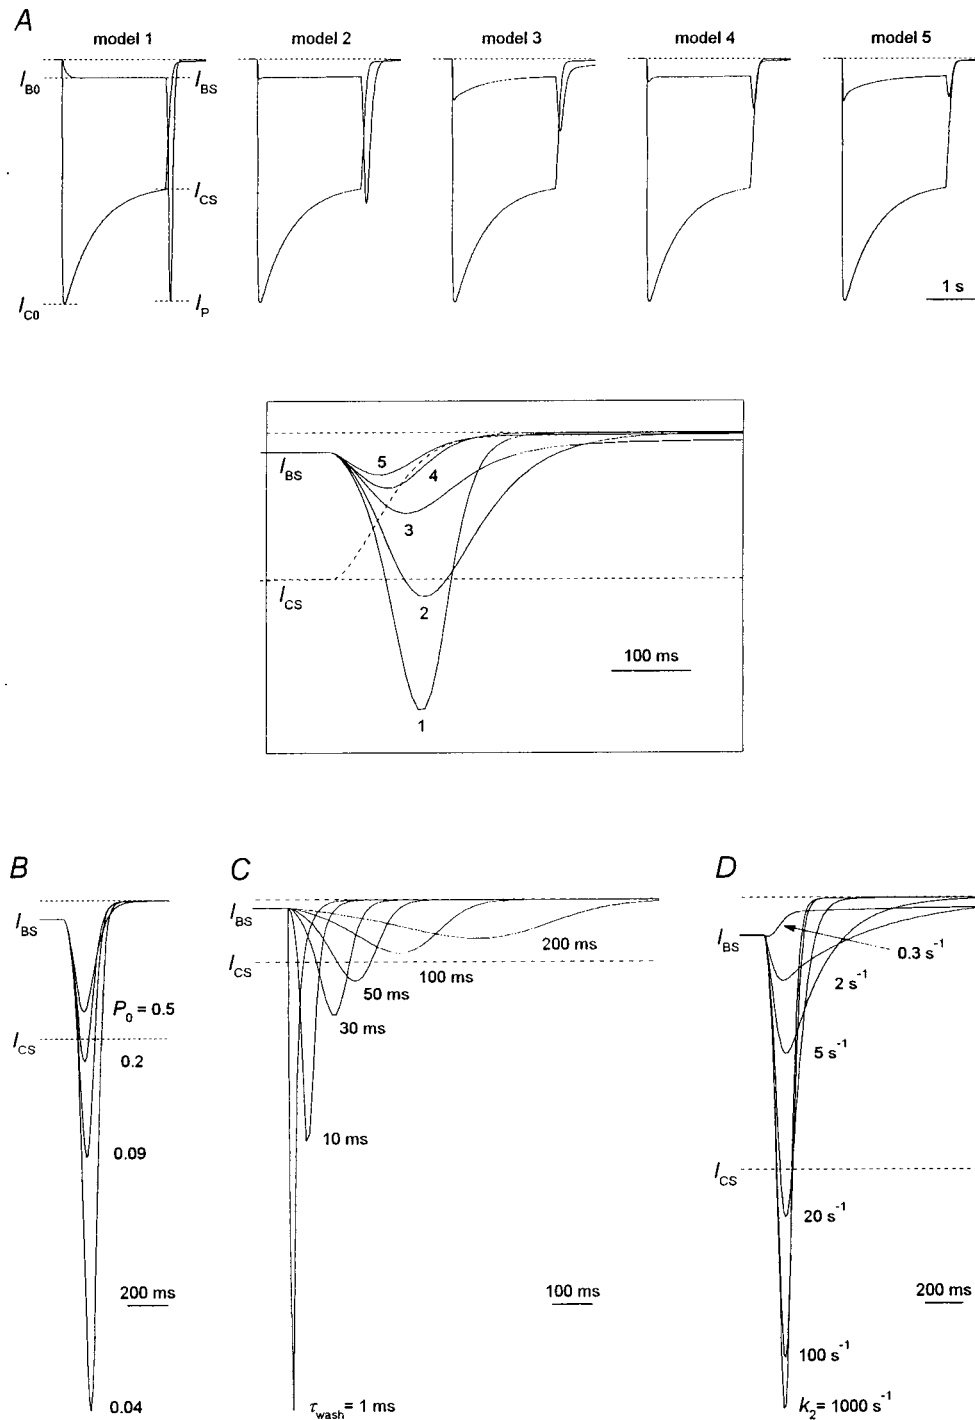 A
model 1 model 2 model 3 model 4 model 5
I_B0 I_BS
I_CS
I_C0 I_P
1 s
I_BS
5
4
3
I_CS
2
100 ms
1
B
I_BS
P_0 = 0.5
I_CS
0.2
0.09
200 ms
0.04
C
I_BS
200 ms
I_CS
100 ms
50 ms
30 ms
10 ms
100 ms
τ_wash = 1 ms
D
I_BS
0.3 s⁻¹
2 s⁻¹
5 s⁻¹
I_CS
20 s⁻¹
200 ms
100 s⁻¹
k_2 = 1000 s⁻¹